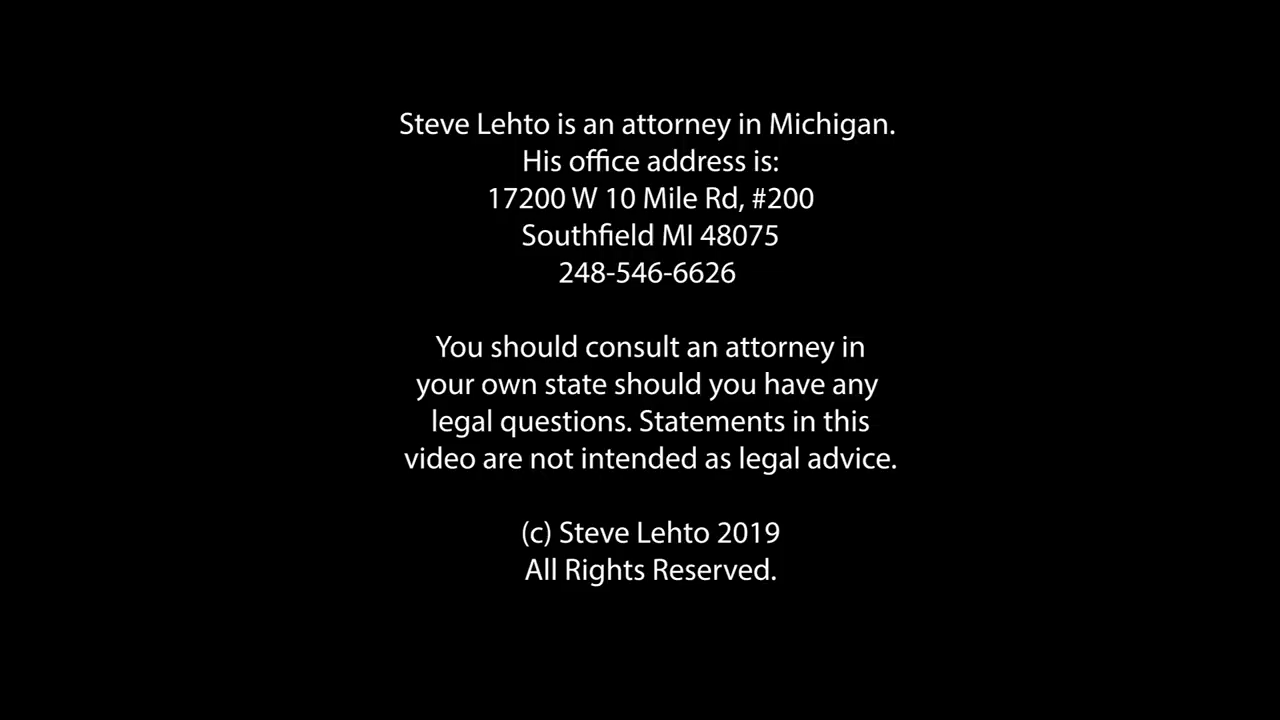 Steve Lehto is an attorney in Michigan.
His office address is:
17200 W 10 Mile Rd, #200
Southfield MI 48075
248-546-6626
You should consult an attorney in
your own state should you have any
legal questions. Statements in this
video are not intended as legal advice.
(c) Steve Lehto 2019
All Rights Reserved.